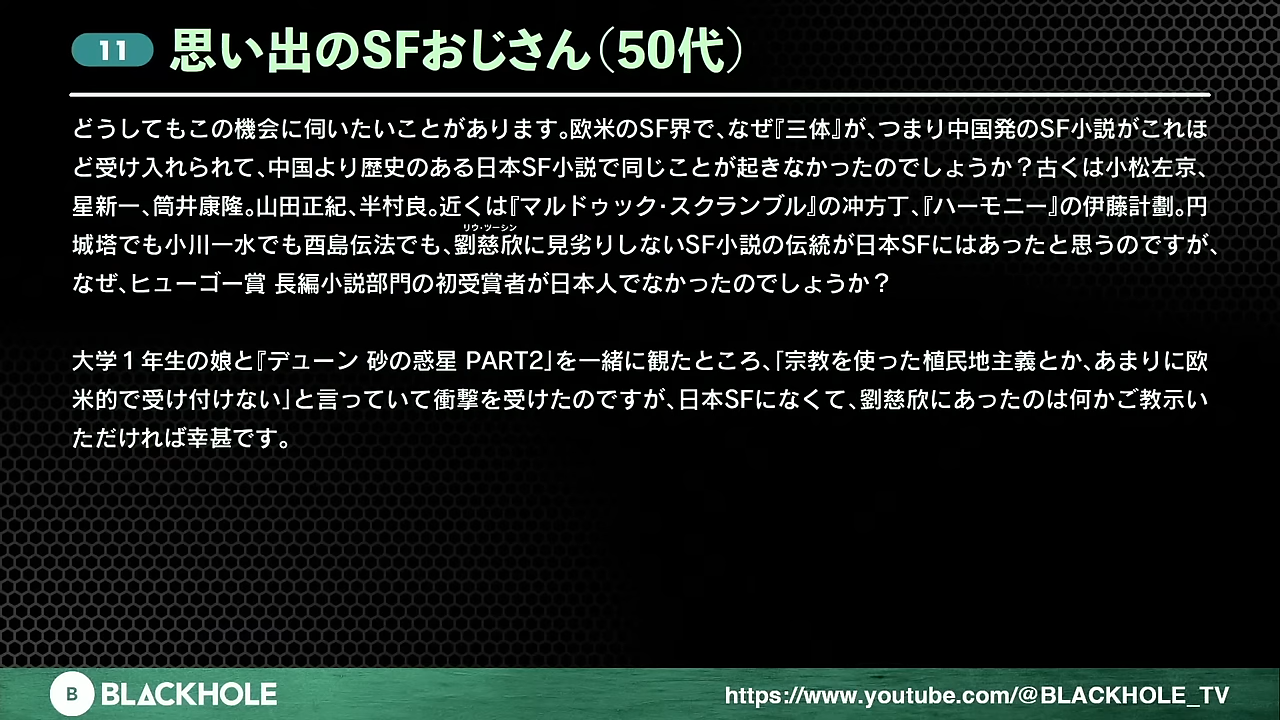 11 思い出のSFおじさん（50代）
どうしてもこの機会に伺いたいことがあります。欧米のSF界で、なぜ『三体』が、つまり中国発のSF小説がこれほ
ど受け入れられて、中国より歴史のある日本SF小説で同じことが起きなかったのでしょうか？古くは小松左京、
星新一、筒井康隆。山田正紀、半村良。近くは『マルドゥック・スクランブル』の冲方丁、『ハーモニー』の伊藤計劃。円
リウ・ツーシン
城塔でも小川一水でも酉島伝法でも、劉慈欣に見劣りしないSF小説の伝統が日本SFにはあったと思うのですが、
なぜ、ヒューゴー賞 長編小説部門の初受賞者が日本人でなかったのでしょうか？
大学１年生の娘と『デューン 砂の惑星 PART2』を一緒に観たところ、「宗教を使った植民地主義とか、あまりに欧
米的で受け付けない」と言っていて衝撃を受けたのですが、日本SFになくて、劉慈欣にあったのは何かご教示い
ただければ幸甚です。
B BLACKHOLE
https://www.youtube.com/@BLACKHOLE_TV